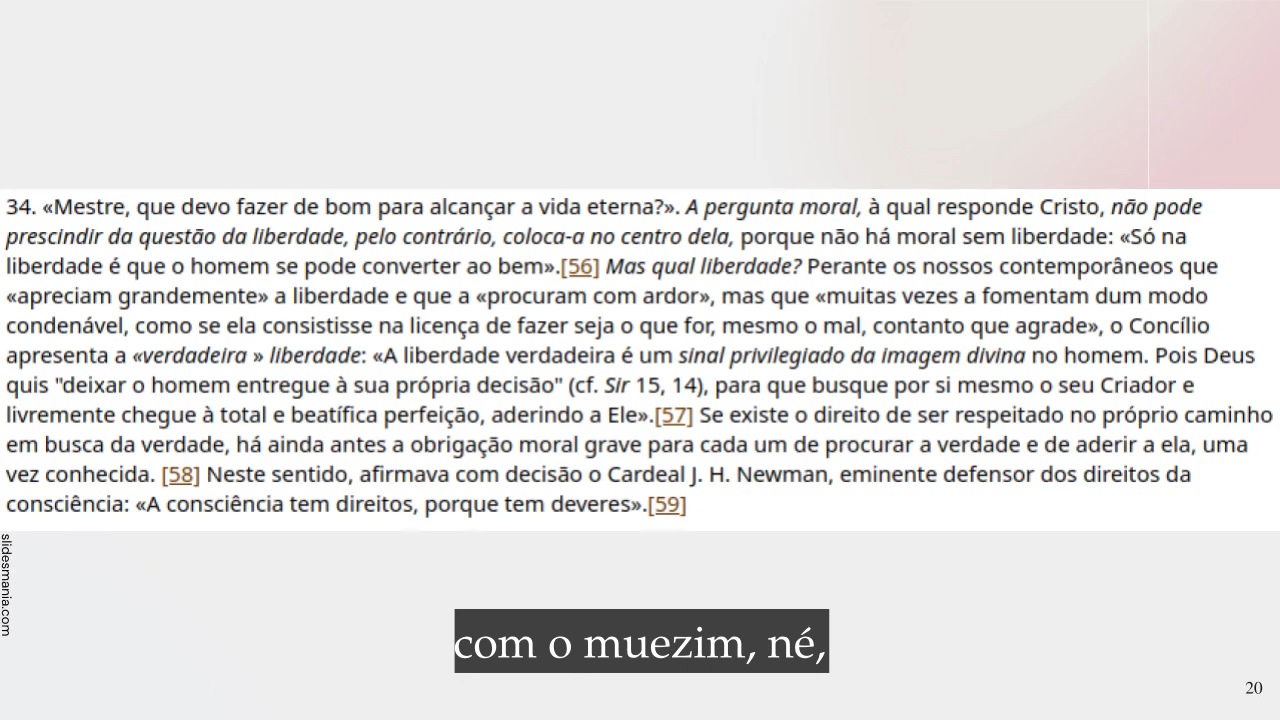 34. «Mestre, que devo fazer de bom para alcançar a vida eterna?». A pergunta moral, à qual responde Cristo, não pode
prescindir da questão da liberdade, pelo contrário, coloca-a no centro dela, porque não há moral sem liberdade: «Só na
liberdade é que o homem se pode converter ao bem».[56] Mas qual liberdade? Perante os nossos contemporâneos que
«apreciam grandemente» a liberdade e que a «procuram com ardor», mas que «muitas vezes a fomentam dum modo
condenável, como se ela consistisse na licença de fazer seja o que for, mesmo o mal, contanto que agrade», o Concílio
apresenta a «verdadeira » liberdade: «A liberdade verdadeira é um sinal privilegiado da imagem divina no homem. Pois Deus
quis "deixar o homem entregue à sua própria decisão" (cf. Sir 15, 14), para que busque por si mesmo o seu Criador e
livremente chegue à total e beatífica perfeição, aderindo a Ele».[57] Se existe o direito de ser respeitado no próprio caminho
em busca da verdade, há ainda antes a obrigação moral grave para cada um de procurar a verdade e de aderir a ela, uma
vez conhecida. [58] Neste sentido, afirmava com decisão o Cardeal J. H. Newman, eminente defensor dos direitos da
consciência: «A consciência tem direitos, porque tem deveres».[59]
slidesmania.com
com o muezim, né,
20